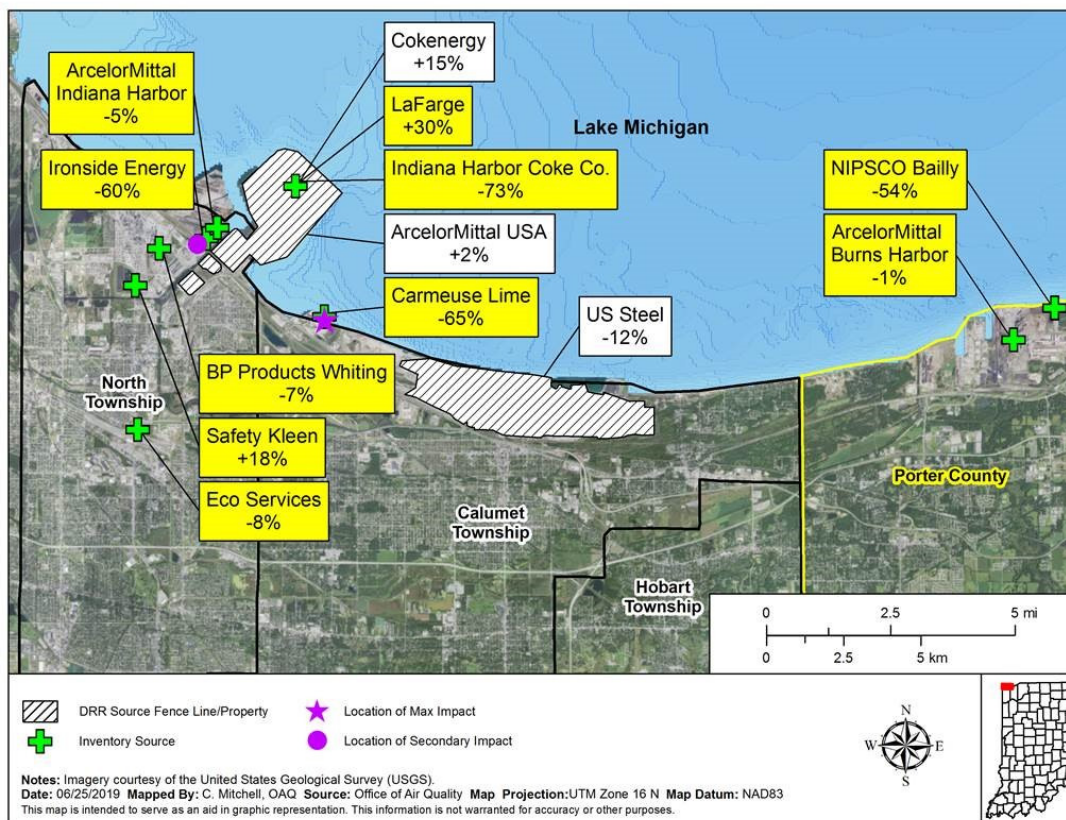 Cokenergy
+15%
ArcelorMittal
Indiana Harbor
-5%
LaFarge
+30%
Lake Michigan
Ironside Energy
-60%
Indiana Harbor Coke Co.
-73%
NIPSCO Bailly
-54%
ArcelorMittal USA
+2%
ArcelorMittal
Burns Harbor
-1%
Carmeuse Lime
-65%
US Steel
-12%
BP Products Whiting
-7%
North
Township
Safety Kleen
+18%
Eco Services
-8%
Calumet
Township
Porter County
Hobart
Township
0 2.5 5 mi
0 2.5 5 km
DRR Source Fence Line/Property
Location of Max Impact
Inventory Source
Location of Secondary Impact
N
W E
S
Notes: Imagery courtesy of the United States Geological Survey (USGS).
Date: 06/25/2019 Mapped By: C. Mitchell, OAQ Source: Office of Air Quality Map Projection:UTM Zone 16 N Map Datum: NAD83
This map is intended to serve as an aid in graphic representation. This information is not warranted for accuracy or other purposes.